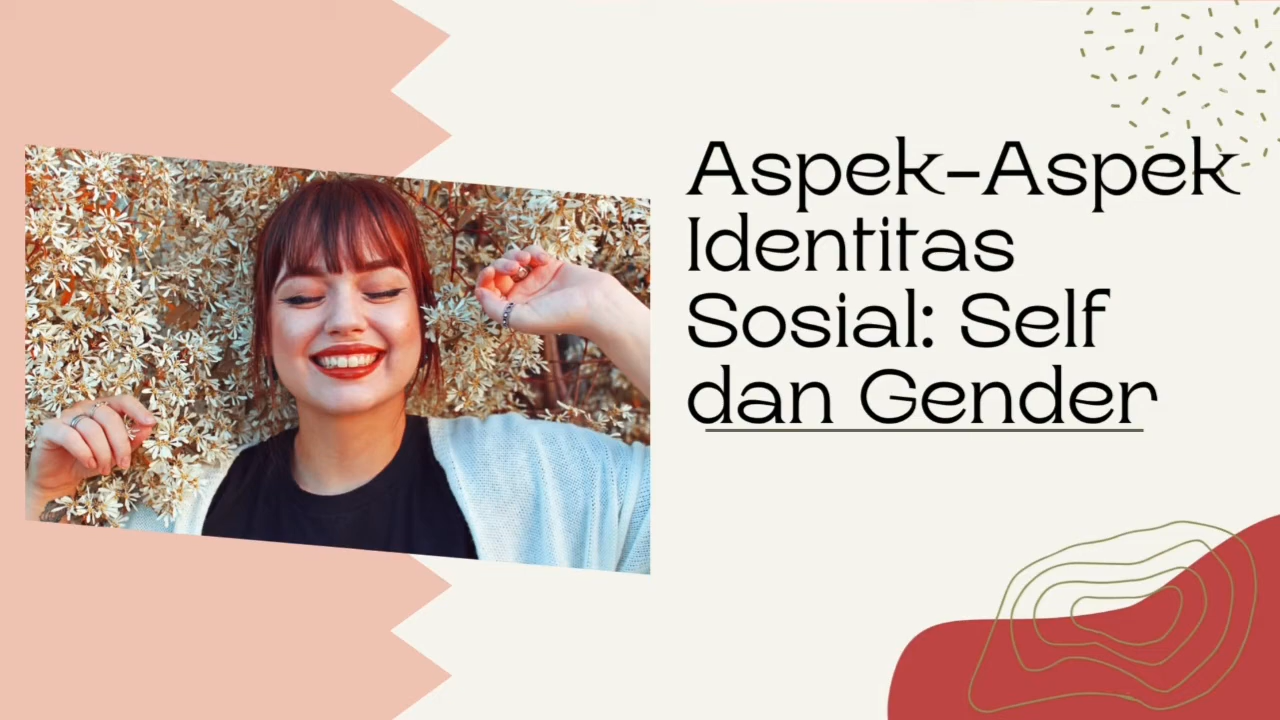 Aspek-Aspek
Identitas
Sosial: Self
dan Gender